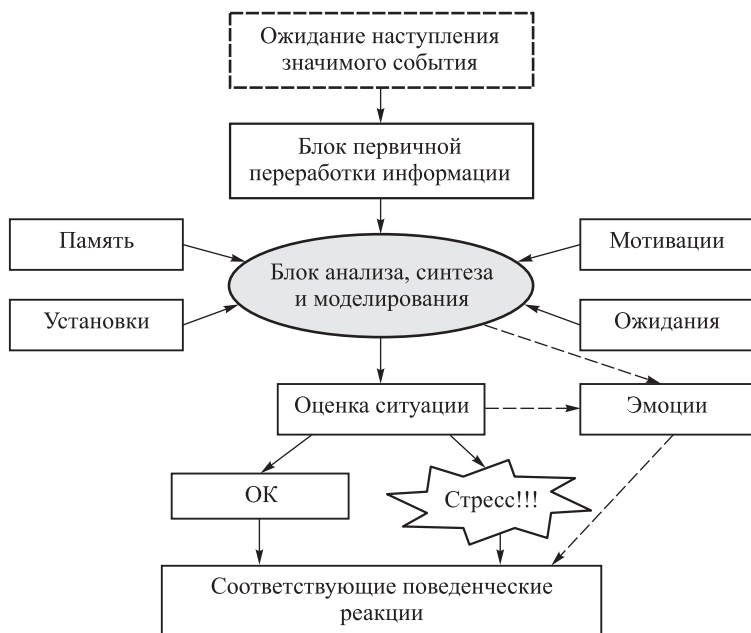 Ожидание наступления
значимого события
Блок первичной
переработки информации
Память
Мотивации
Блок анализа, синтеза
и моделирования
Установки
Ожидания
Оценка ситуации
Эмоции
ОК
Стресс!!!
Соответствующие поведенческие
реакции